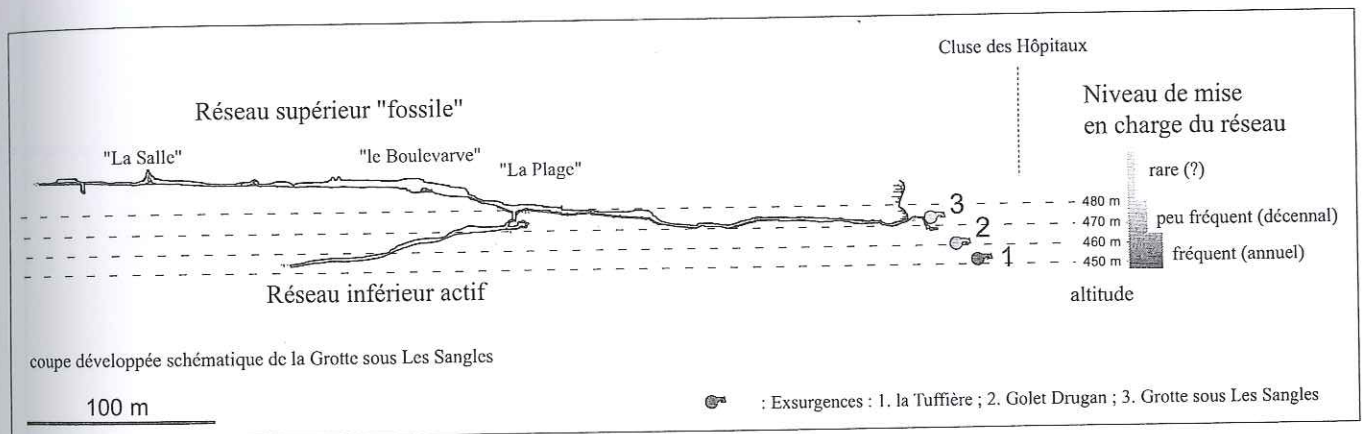 Cluse des Hôpitaux
Réseau supérieur "fossile"
Niveau de mise
en charge du réseau
"La Salle"
"le Boulevarve"
"La Plage"
rare (?)
3
480 m
470 m
peu fréquent (décennal)
2
460 m
fréquent (annuel)
1
450 m
Réseau inférieur actif
altitude
coupe développée schématique de la Grotte sous Les Sangles
100 m
: Exsurgences : 1. la Tuffière ; 2. Golet Drugan ; 3. Grotte sous Les Sangles